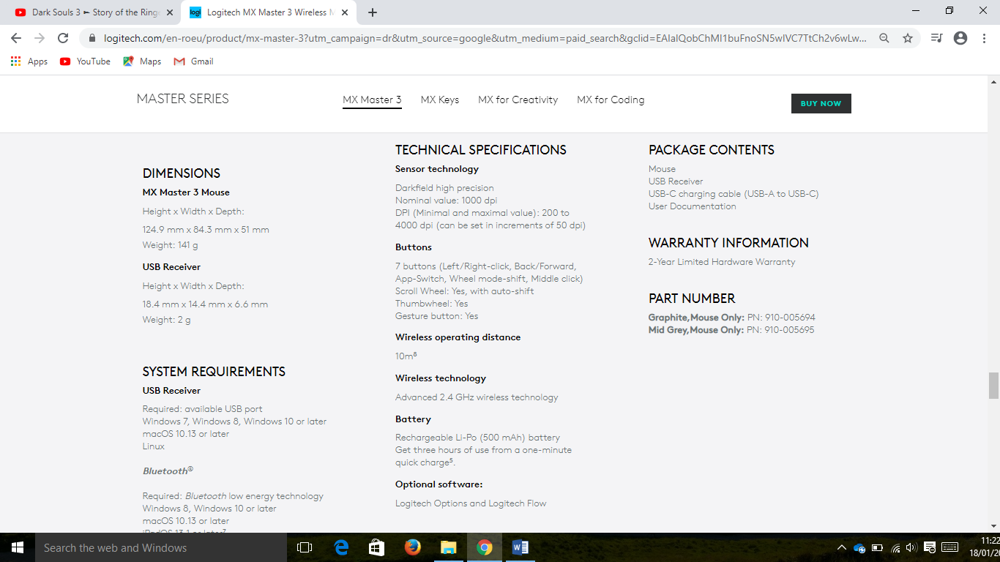 Dark Souls 3 ► Story of the Ring
Logitech MX Master 3 Wireless M
logitech.com/en-roeu/product/mx-master-3?utm_campaign=dr&utm_source=google&utm_medium=paid_search&gclid=EAIaIQobChMI1buFnoSN5wIVC7TtCh2v6wLw...
Apps YouTube Maps Gmail
MASTER SERIES
MX Master 3 MX Keys MX for Creativity MX for Coding
BUY NOW
DIMENSIONS
MX Master 3 Mouse
Height x Width x Depth:
124.9 mm x 84.3 mm x 51 mm
Weight: 141 g
USB Receiver
Height x Width x Depth:
18.4 mm x 14.4 mm x 6.6 mm
Weight: 2 g
SYSTEM REQUIREMENTS
USB Receiver
Required: available USB port
Windows 7, Windows 8, Windows 10 or later
macOS 10.13 or later
Linux
Bluetooth®
Required: Bluetooth low energy technology
Windows 8, Windows 10 or later
macOS 10.13 or later
iPadOS 13.1 or later⁷
TECHNICAL SPECIFICATIONS
Sensor technology
Darkfield high precision
Nominal value: 1000 dpi
DPI (Minimal and maximal value): 200 to
4000 dpi (can be set in increments of 50 dpi)
Buttons
7 buttons (Left/Right-click, Back/Forward,
App-Switch, Wheel mode-shift, Middle click)
Scroll Wheel: Yes, with auto-shift
Thumbwheel: Yes
Gesture button: Yes
Wireless operating distance
10m⁸
Wireless technology
Advanced 2.4 GHz wireless technology
Battery
Rechargeable Li-Po (500 mAh) battery
Get three hours of use from a one-minute
quick charge⁵.
Optional software:
Logitech Options and Logitech Flow
PACKAGE CONTENTS
Mouse
USB Receiver
USB-C charging cable (USB-A to USB-C)
User Documentation
WARRANTY INFORMATION
2-Year Limited Hardware Warranty
PART NUMBER
Graphite,Mouse Only: PN: 910-005694
Mid Grey,Mouse Only: PN: 910-005695
Search the web and Windows
11:22
18/01/20